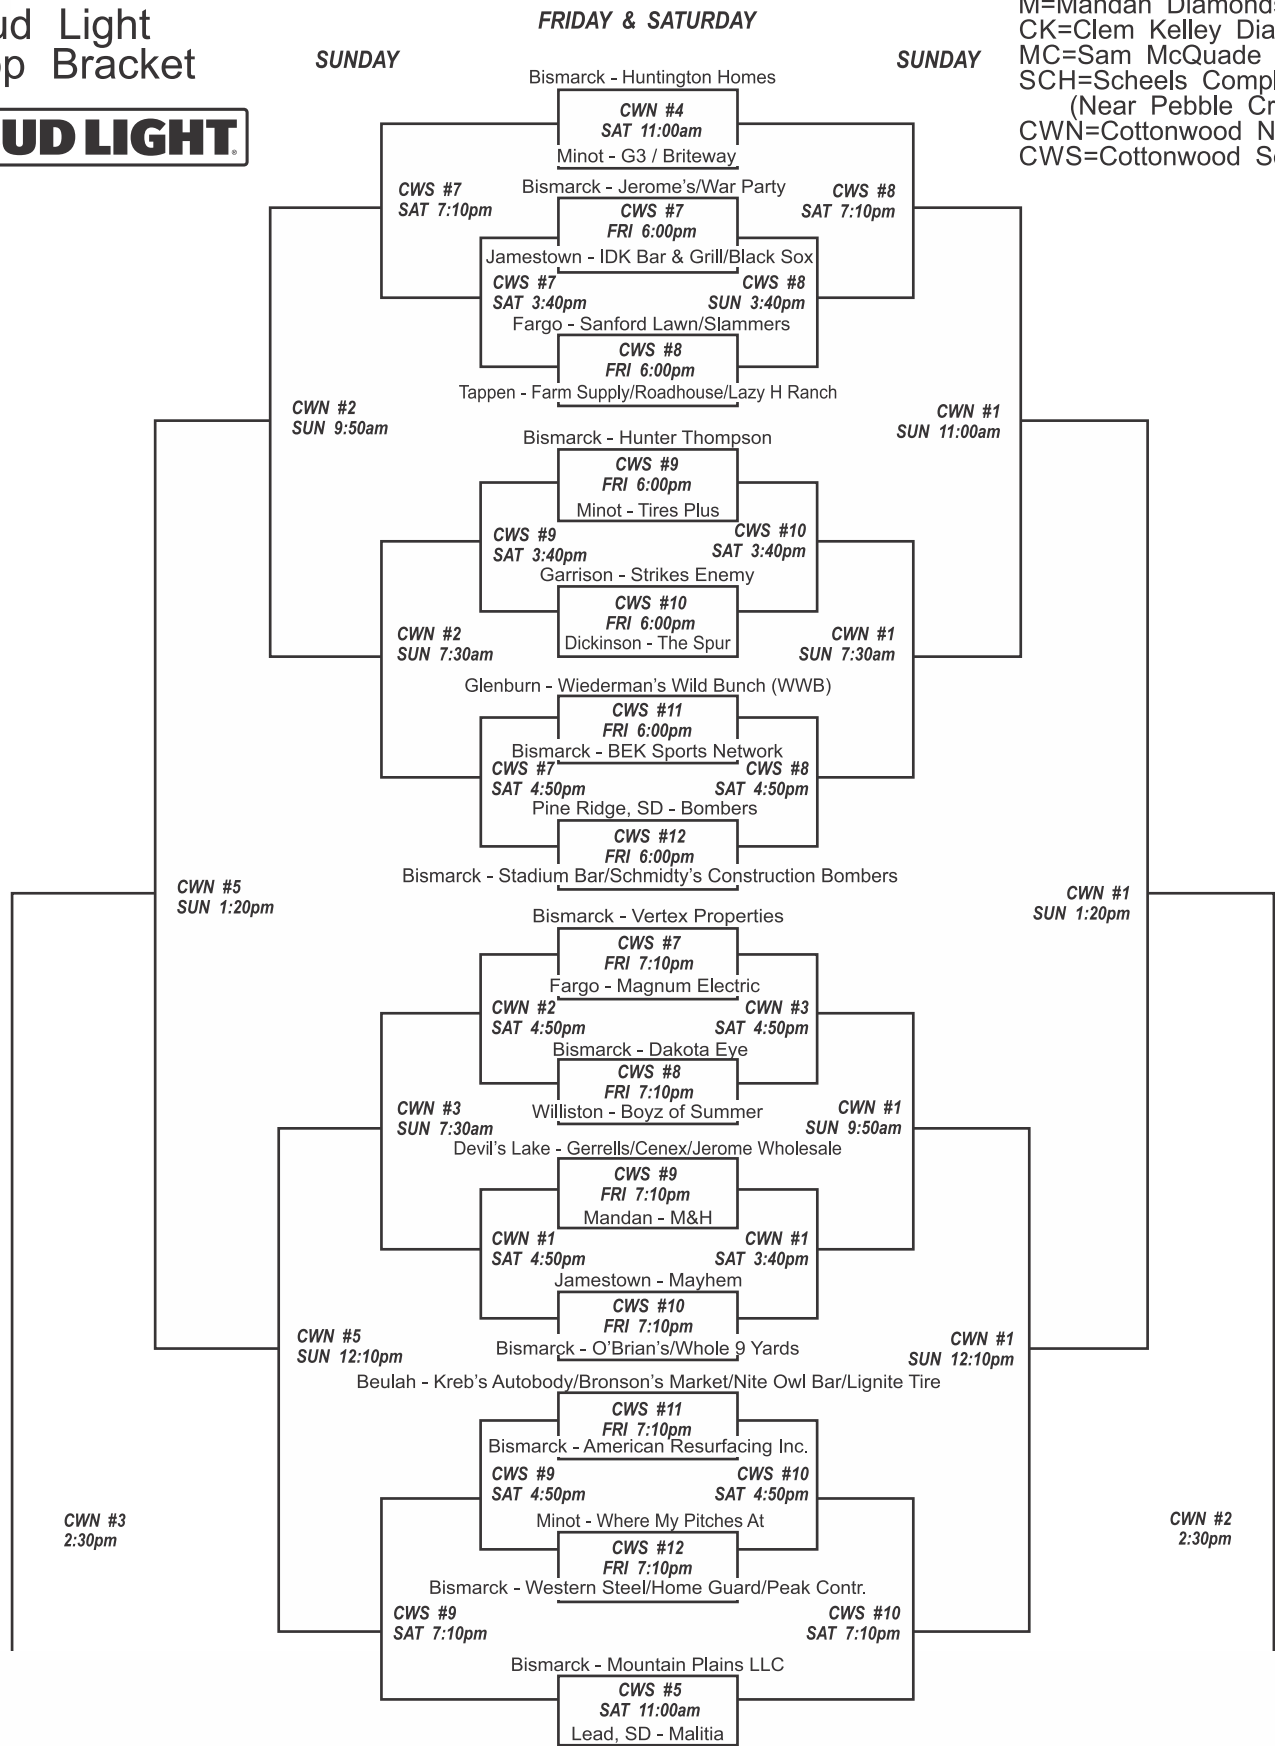 Light
Bracket
BUD LIGHT
FRIDAY & SATURDAY
SUNDAY
SUNDAY
M=Mandan Diamonds
CK=Clem Kelley Dia
MC=Sam McQuade
SCH=Scheels Comp
(Near Pebble Cr
CWN=Cottonwood N
CWS=Cottonwood S
Bismarck - Huntington Homes
CWN #4
SAT 11:00am
Minot - G3 / Briteway
CWS #7
SAT 7:10pm
CWS #8
SAT 7:10pm
Bismarck - Jerome's/War Party
CWS #7
FRI 6:00pm
Jamestown - IDK Bar & Grill/Black Sox
CWS #7
SAT 3:40pm
CWS #8
SUN 3:40pm
Fargo - Sanford Lawn/Slammers
CWS #8
FRI 6:00pm
Tappen - Farm Supply/Roadhouse/Lazy H Ranch
CWN #2
SUN 9:50am
CWN #1
SUN 11:00am
Bismarck - Hunter Thompson
CWS #9
FRI 6:00pm
Minot - Tires Plus
CWS #9
SAT 3:40pm
CWS #10
SAT 3:40pm
Garrison - Strikes Enemy
CWS #10
FRI 6:00pm
Dickinson - The Spur
CWN #2
SUN 7:30am
CWN #1
SUN 7:30am
Glenburn - Wiederman's Wild Bunch (WWB)
CWS #11
FRI 6:00pm
Bismarck - BEK Sports Network
CWS #7
SAT 4:50pm
CWS #8
SAT 4:50pm
Pine Ridge, SD - Bombers
CWS #12
FRI 6:00pm
Bismarck - Stadium Bar/Schmidty's Construction Bombers
CWN #5
SUN 1:20pm
CWN #1
SUN 1:20pm
Bismarck - Vertex Properties
CWS #7
FRI 7:10pm
Fargo - Magnum Electric
CWN #2
SAT 4:50pm
CWN #3
SAT 4:50pm
Bismarck - Dakota Eye
CWS #8
FRI 7:10pm
Williston - Boyz of Summer
CWN #3
SUN 7:30am
CWN #1
SUN 9:50am
Devil's Lake - Gerrells/Cenex/Jerome Wholesale
CWS #9
FRI 7:10pm
Mandan - M&H
CWN #1
SAT 4:50pm
CWN #1
SAT 3:40pm
Jamestown - Mayhem
CWS #10
FRI 7:10pm
Bismarck - O'Brian's/Whole 9 Yards
CWN #5
SUN 12:10pm
CWN #1
SUN 12:10pm
Beulah - Kreb's Autobody/Bronson's Market/Nite Owl Bar/Lignite Tire
CWS #11
FRI 7:10pm
Bismarck - American Resurfacing Inc.
CWS #9
SAT 4:50pm
CWS #10
SAT 4:50pm
Minot - Where My Pitches At
CWS #12
FRI 7:10pm
Bismarck - Western Steel/Home Guard/Peak Contr.
CWN #3
2:30pm
CWN #2
2:30pm
CWS #9
SAT 7:10pm
CWS #10
SAT 7:10pm
Bismarck - Mountain Plains LLC
CWS #5
SAT 11:00am
Lead, SD - Malitia